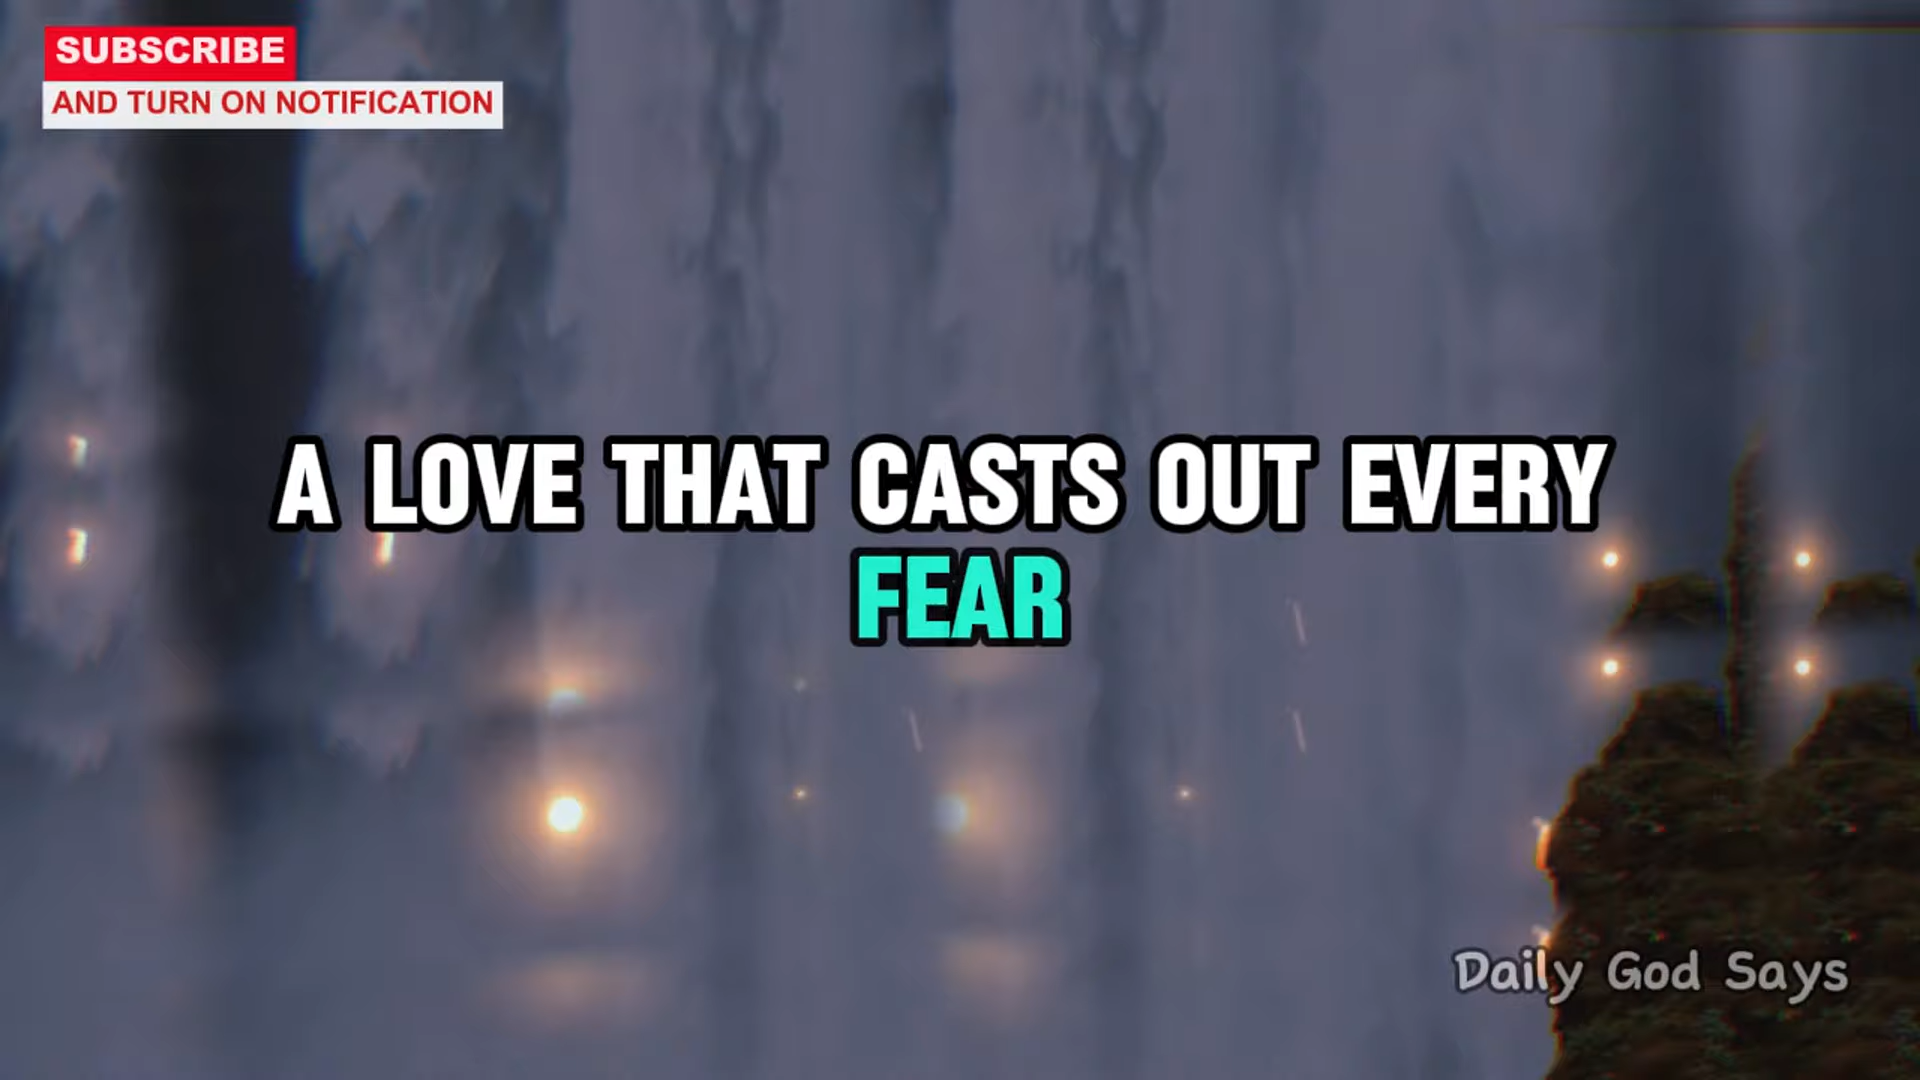 SUBSCRIBE
AND TURN ON NOTIFICATION
A LOVE THAT CASTS OUT EVERY
FEAR
Daily God Says